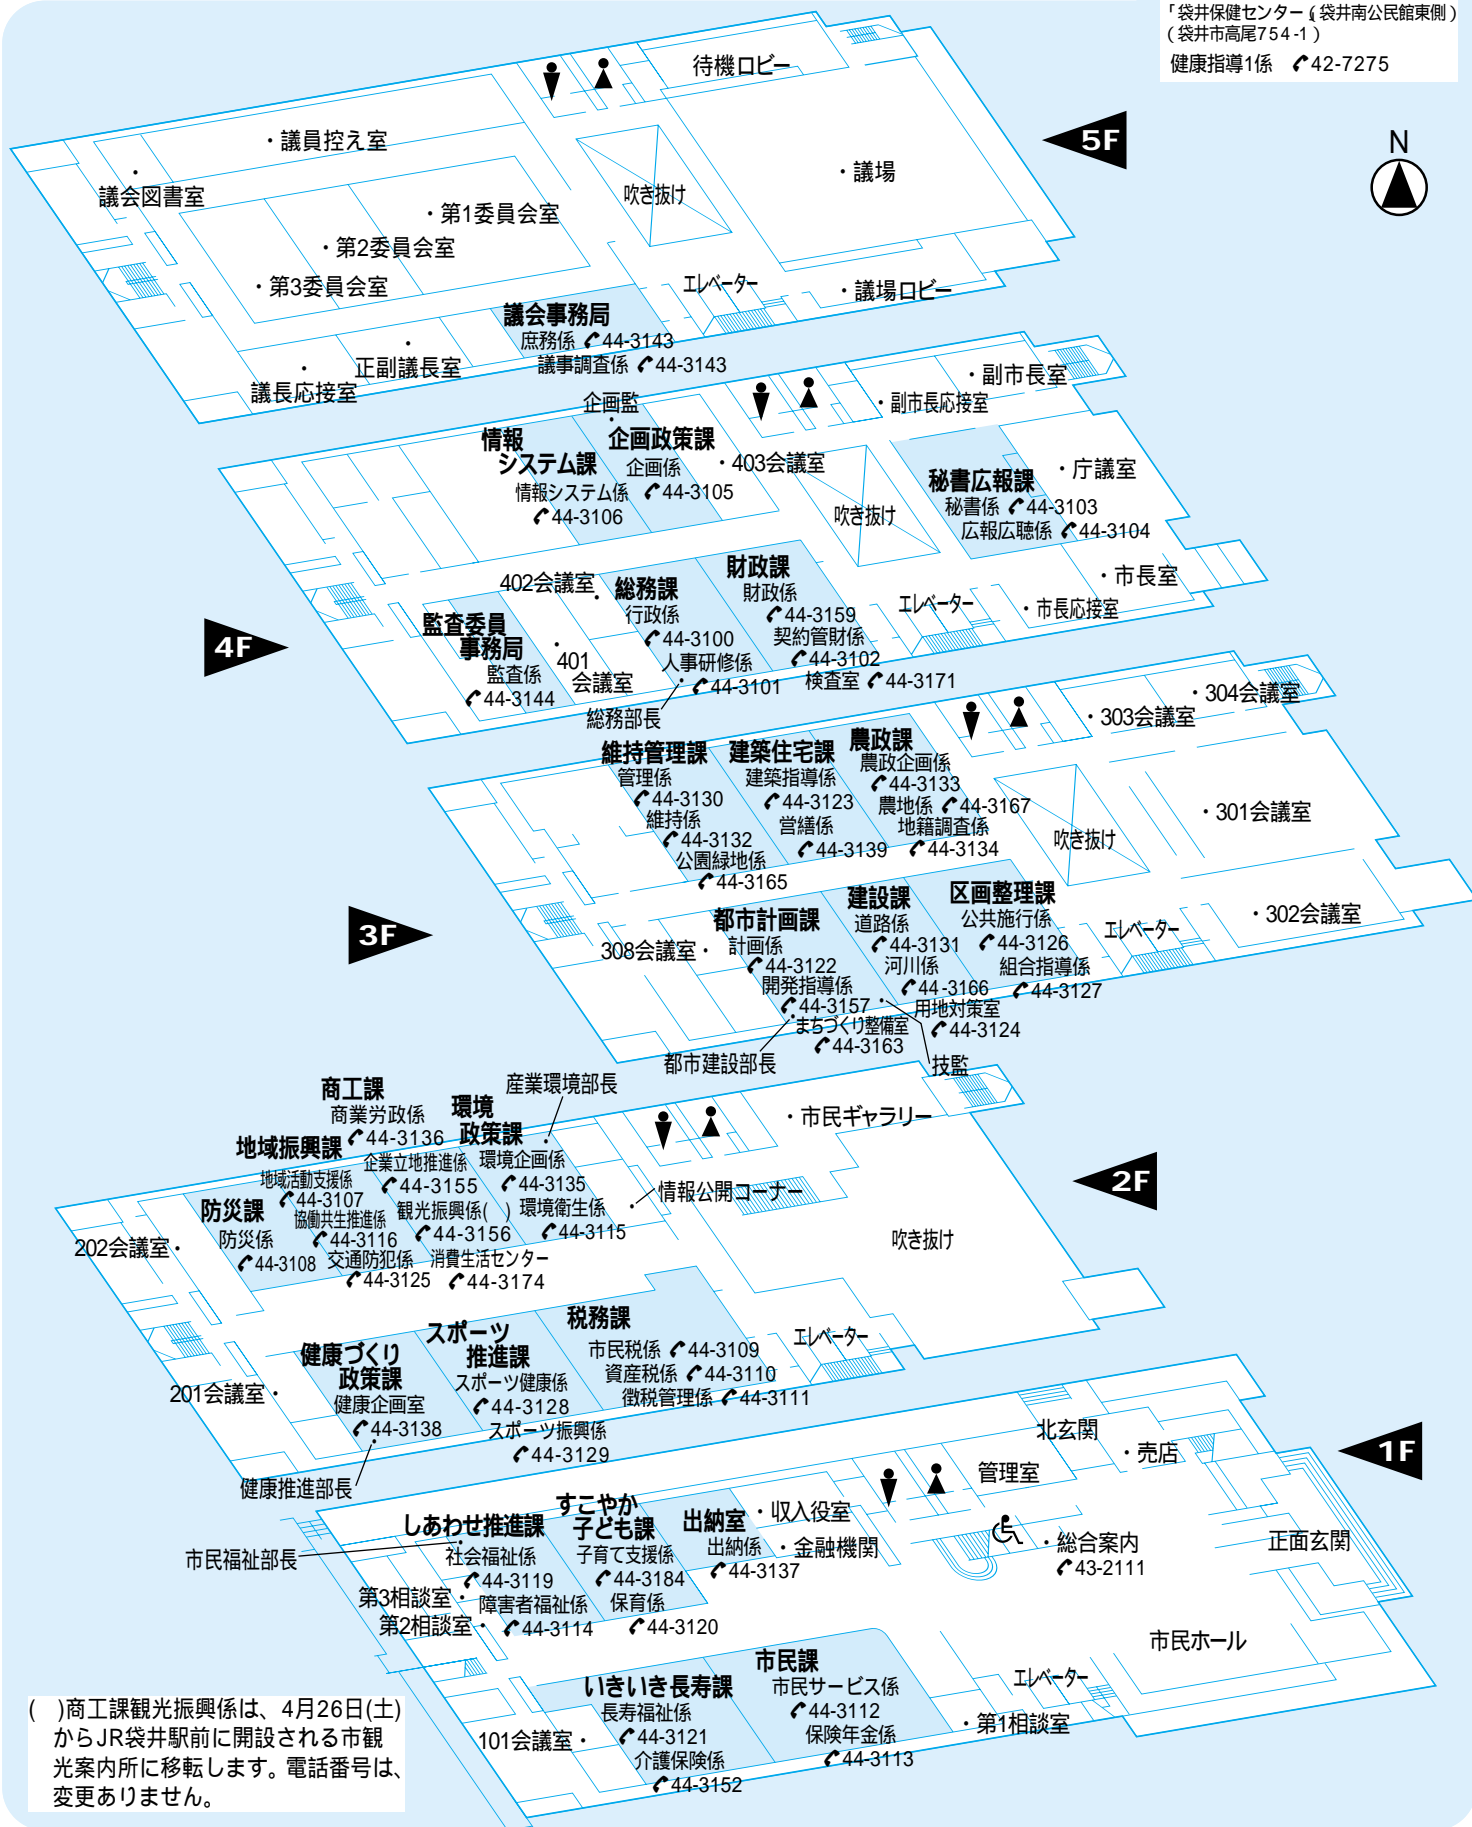 「袋井保健センター」(袋井南公民館東側)
(袋井市高尾754-1)
健康指導1係 42-7275
N
5F
待機ロビー
・議員控え室
議会図書室
・議場
吹き抜け
・第1委員会室
・第2委員会室
・第3委員会室
エレベーター
・議場ロビー
議会事務局
庶務係 44-3143
議事調査係 44-3143
正副議長室
議長応接室
4F
・副市長室
・副市長応接室
企画監
情報
システム課
情報システム係
44-3106
企画政策課
企画係
44-3105
・403会議室
吹き抜け
秘書広報課
秘書係 44-3103
広報広聴係 44-3104
・庁議室
・市長室
・市長応接室
エレベーター
402会議室
総務課
行政係
44-3100
人事研修係
44-3101
総務部長
財政課
財政係
44-3159
契約管財係
44-3102
検査室 44-3171
監査委員
事務局
監査係
44-3144
401
会議室
3F
・304会議室
・303会議室
・301会議室
・302会議室
吹き抜け
エレベーター
維持管理課
管理係
44-3130
維持係
44-3132
公園緑地係
44-3165
建築住宅課
建築指導係
44-3123
営繕係
44-3139
農政課
農政企画係
44-3133
農地係 44-3167
地籍調査係
44-3134
308会議室・
都市計画課
計画係
44-3122
開発指導係
44-3157
まちづくり整備室
44-3163
都市建設部長
建設課
道路係
44-3131
河川係
44-3166
用地対策室
44-3124
技監
区画整理課
公共施行係
44-3126
組合指導係
44-3127
2F
・市民ギャラリー
産業環境部長
商工課
商業労政係
44-3136
企業立地推進係
44-3155
観光振興係( )
44-3156
消費生活センター
44-3174
環境
政策課
環境企画係
44-3135
環境衛生係
44-3115
地域振興課
地域活動支援係
44-3107
協働共生推進係
44-3116
交通防犯係
44-3125
防災課
防災係
44-3108
202会議室・
情報公開コーナー
吹き抜け
エレベーター
税務課
市民税係 44-3109
資産税係 44-3110
徴税管理係 44-3111
スポーツ
推進課
スポーツ健康係
44-3128
スポーツ振興係
44-3129
健康づくり
政策課
健康企画室
44-3138
健康推進部長
201会議室・
1F
北玄関
・売店
管理室
正面玄関
・総合案内
43-2111
・収入役室
・金融機関
出納室
出納係
44-3137
すこやか
子ども課
子育て支援係
44-3184
保育係
44-3120
しあわせ推進課
社会福祉係
44-3119
障害者福祉係
44-3114
市民福祉部長
第3相談室・
第2相談室・
市民ホール
エレベーター
・第1相談室
市民課
市民サービス係
44-3112
保険年金係
44-3113
いきいき長寿課
長寿福祉係
44-3121
介護保険係
44-3152
101会議室・
( )商工課観光振興係は、4月26日(土)
からJR袋井駅前に開設される市観
光案内所に移転します。電話番号は、
変更ありません。